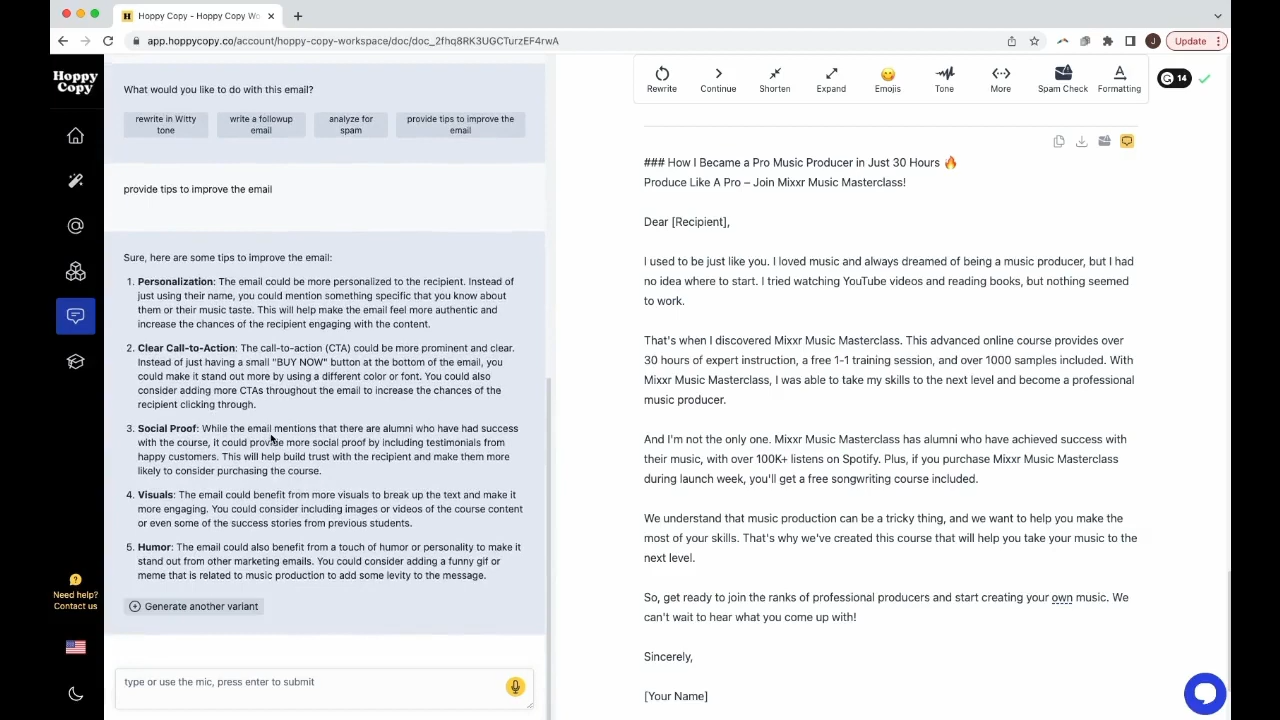 Hoppy Copy - Hoppy Copy Wo
app.hoppycopy.co/account/hoppy-copy-workspace/doc/doc_2fhq8RK3UGCTurzEF4rwA
J
Update
Hoppy
Copy
Need help?
Contact us
What would you like to do with this email?
rewrite in Witty
tone
write a followup
email
analyze for
spam
provide tips to improve the
email
provide tips to improve the email
Sure, here are some tips to improve the email:
1. Personalization: The email could be more personalized to the recipient. Instead of
just using their name, you could mention something specific that you know about
them or their music taste. This will help make the email feel more authentic and
increase the chances of the recipient engaging with the content.
2. Clear Call-to-Action: The call-to-action (CTA) could be more prominent and clear.
Instead of just having a small "BUY NOW" button at the bottom of the email, you
could make it stand out more by using a different color or font. You could also
consider adding more CTAs throughout the email to increase the chances of the
recipient clicking through.
3. Social Proof: While the email mentions that there are alumni who have had success
with the course, it could provide more social proof by including testimonials from
happy customers. This will help build trust with the recipient and make them more
likely to consider purchasing the course.
4. Visuals: The email could benefit from more visuals to break up the text and make it
more engaging. You could consider including images or videos of the course content
or even some of the success stories from previous students.
5. Humor: The email could also benefit from a touch of humor or personality to make it
stand out from other marketing emails. You could consider adding a funny gif or
meme that is related to music production to add some levity to the message.
Generate another variant
type or use the mic, press enter to submit
Rewrite
Continue
Shorten
Expand
Emojis
Tone
More
Spam Check
Formatting
14
### How I Became a Pro Music Producer in Just 30 Hours 🔥
Produce Like A Pro – Join Mixxr Music Masterclass!
Dear [Recipient],
I used to be just like you. I loved music and always dreamed of being a music producer, but I had
no idea where to start. I tried watching YouTube videos and reading books, but nothing seemed
to work.
That's when I discovered Mixxr Music Masterclass. This advanced online course provides over
30 hours of expert instruction, a free 1-1 training session, and over 1000 samples included. With
Mixxr Music Masterclass, I was able to take my skills to the next level and become a professional
music producer.
And I'm not the only one. Mixxr Music Masterclass has alumni who have achieved success with
their music, with over 100K+ listens on Spotify. Plus, if you purchase Mixxr Music Masterclass
during launch week, you'll get a free songwriting course included.
We understand that music production can be a tricky thing, and we want to help you make the
most of your skills. That's why we've created this course that will help you take your music to the
next level.
So, get ready to join the ranks of professional producers and start creating your own music. We
can't wait to hear what you come up with!
Sincerely,
[Your Name]